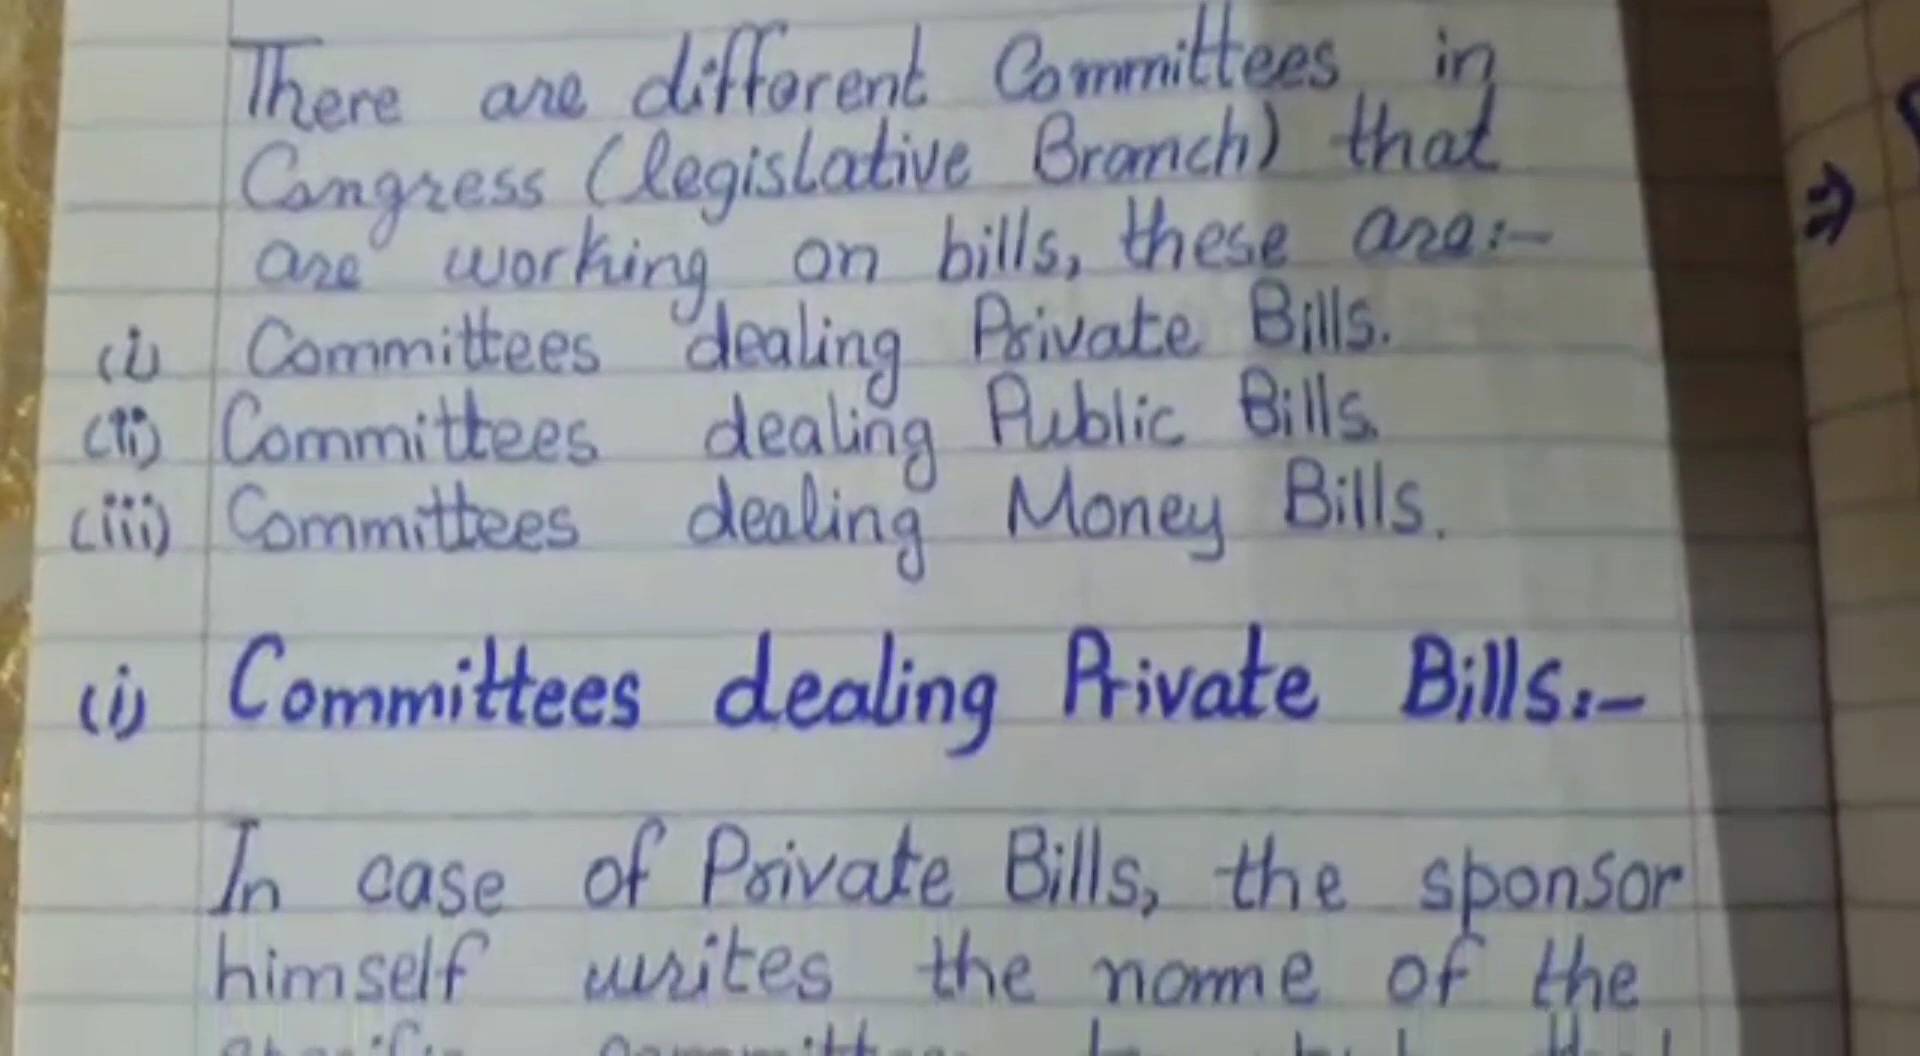 There are different Committees in
Congress (legislative Branch) that
are working on bills, these are:-
(i) Committees dealing Private Bills.
(ii) Committees dealing Public Bills.
(iii) Committees dealing Money Bills.
(i) Committees dealing Private Bills:-
In case of Private Bills, the sponsor
himself writes the name of the
⇒